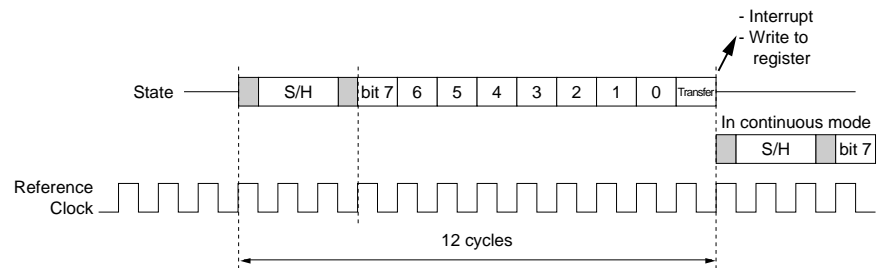 - Interrupt
- Write to
register
State
S/H
bit 7
6
5
4
3
2
1
0
Transfer
In continuous mode
S/H
bit 7
Reference
Clock
12 cycles